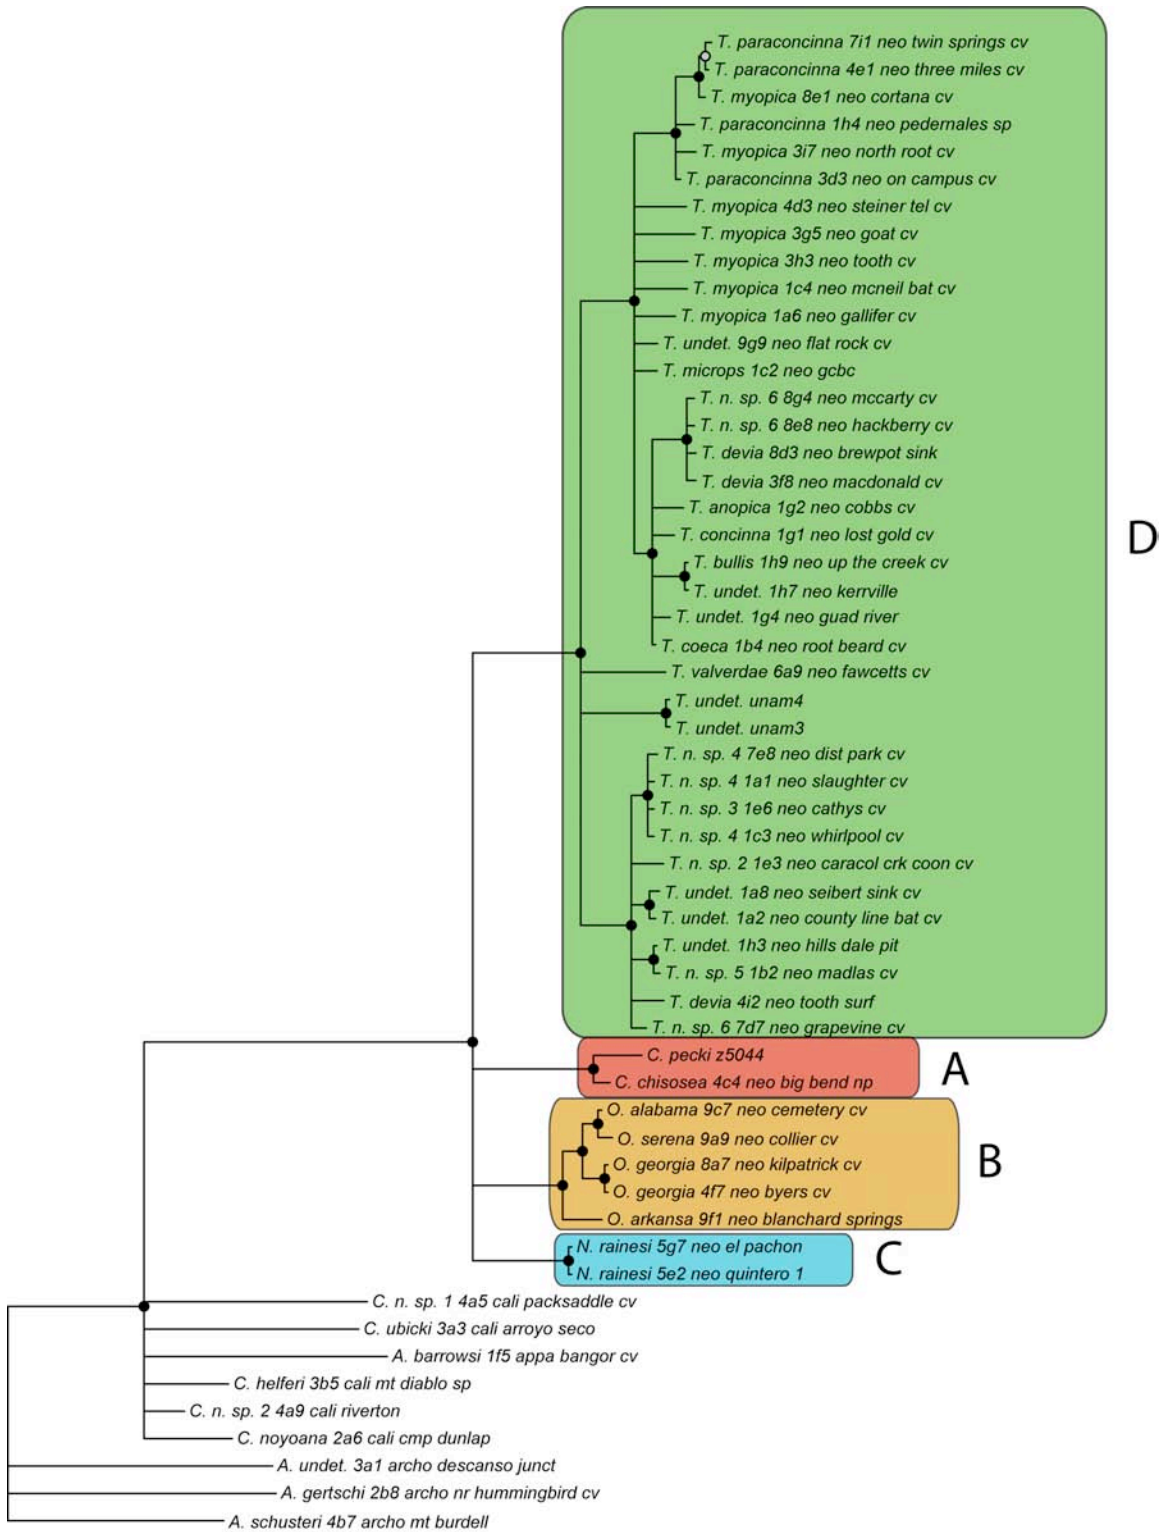 T. paraconcinna 7i1 neo twin springs cv
T. paraconcinna 4e1 neo three miles cv
T. myopica 8e1 neo cortana cv
T. paraconcinna 1h4 neo pedernales sp
T. myopica 3i7 neo north root cv
T. paraconcinna 3d3 neo on campus cv
T. myopica 4d3 neo steiner tel cv
T. myopica 3g5 neo goat cv
T. myopica 3h3 neo tooth cv
T. myopica 1c4 neo mcneil bat cv
T. myopica 1a6 neo gallifer cv
T. undet. 9g9 neo flat rock cv
T. microps 1c2 neo gcbc
T. n. sp. 6 8g4 neo mccarty cv
T. n. sp. 6 8e8 neo hackberry cv
T. devia 8d3 neo brewpot sink
T. devia 3f8 neo macdonald cv
T. anopica 1g2 neo cobbs cv
T. concinna 1g1 neo lost gold cv
D
T. bullis 1h9 neo up the creek cv
T. undet. 1h7 neo kerrville
T. undet. 1g4 neo guad river
T. coeca 1b4 neo root beard cv
T. valverdae 6a9 neo fawcetts cv
T. undet. unam4
T. undet. unam3
T. n. sp. 4 7e8 neo dist park cv
T. n. sp. 4 1a1 neo slaughter cv
T. n. sp. 3 1e6 neo cathys cv
T. n. sp. 4 1c3 neo whirlpool cv
T. n. sp. 2 1e3 neo caracol crk coon cv
T. undet. 1a8 neo seibert sink cv
T. undet. 1a2 neo county line bat cv
T. undet. 1h3 neo hills dale pit
T. n. sp. 5 1b2 neo madlas cv
T. devia 4i2 neo tooth surf
T. n. sp. 6 7d7 neo grapevine cv
C. pecki z5044
A
C. chisosea 4c4 neo big bend np
O. alabama 9c7 neo cemetery cv
O. serena 9a9 neo collier cv
B
O. georgia 8a7 neo kilpatrick cv
O. georgia 4f7 neo byers cv
O. arkansa 9f1 neo blanchard springs
N. rainesi 5g7 neo el pachon
C
N. rainesi 5e2 neo quintero 1
C. n. sp. 1 4a5 cali packsaddle cv
C. ubicki 3a3 cali arroyo seco
A. barrowsi 1f5 appa bangor cv
C. helferi 3b5 cali mt diablo sp
C. n. sp. 2 4a9 cali riverton
C. noyoana 2a6 cali cmp dunlap
A. undet. 3a1 archo descanso junct
A. gertschi 2b8 archo nr hummingbird cv
A. schusteri 4b7 archo mt burdell